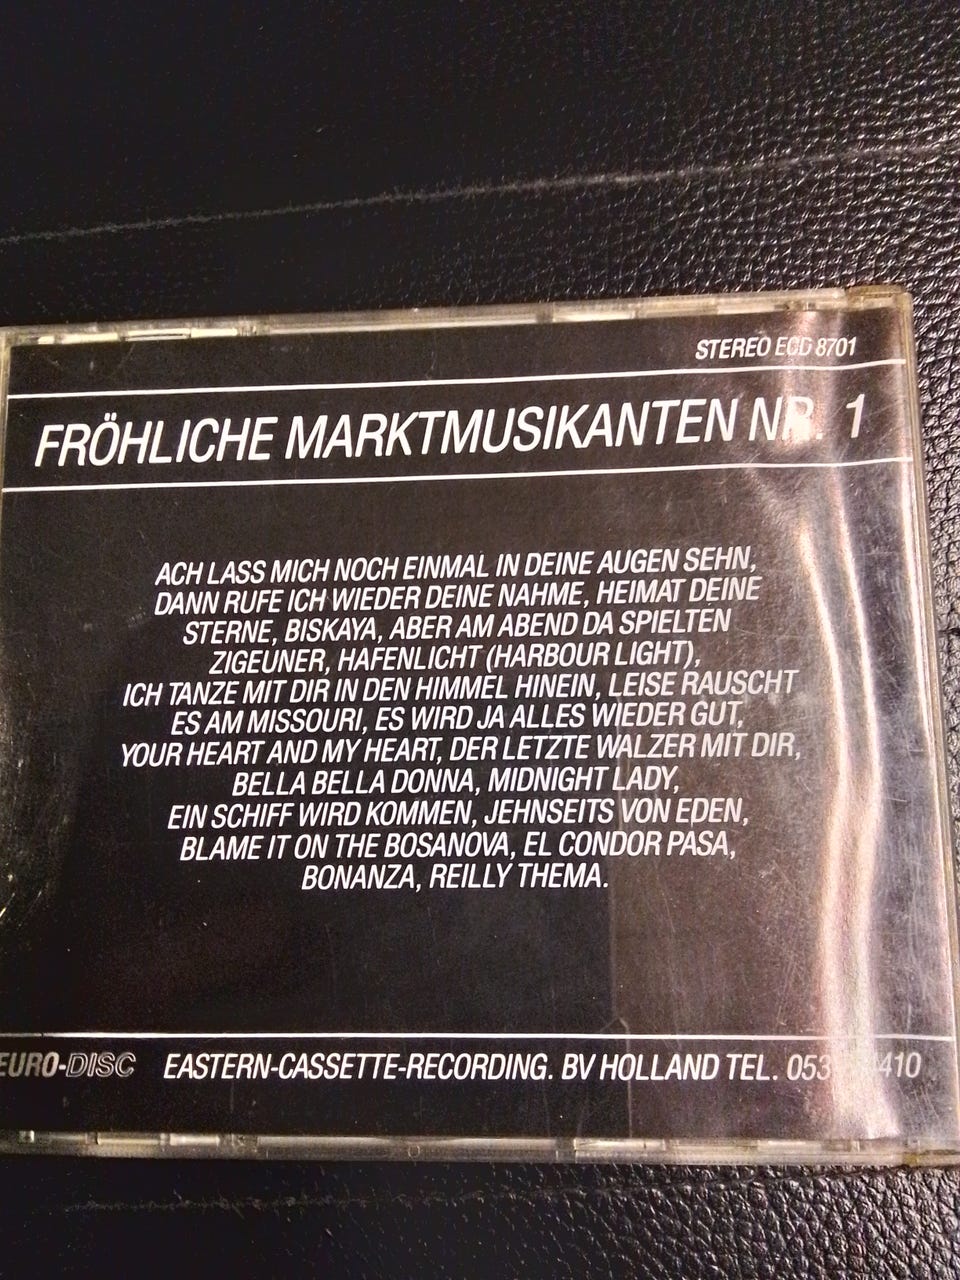 STEREO ECD 8701
FRÖHLICHE MARKTMUSIKANTEN NR. 1
ACH LASS MICH NOCH EINMAL IN DEINE AUGEN SEHN,
DANN RUFE ICH WIEDER DEINE NAHME, HEIMAT DEINE
STERNE, BISKAYA, ABER AM ABEND DA SPIELTEN
ZIGEUNER, HAFENLICHT (HARBOUR LIGHT),
ICH TANZE MIT DIR IN DEN HIMMEL HINEIN, LEISE RAUSCHT
ES AM MISSOURI, ES WIRD JA ALLES WIEDER GUT,
YOUR HEART AND MY HEART, DER LETZTE WALZER MIT DIR,
BELLA BELLA DONNA, MIDNIGHT LADY,
EIN SCHIFF WIRD KOMMEN, JEHNSEITS VON EDEN,
BLAME IT ON THE BOSANOVA, EL CONDOR PASA,
BONANZA, REILLY THEMA.
EURO-DISC EASTERN-CASSETTE-RECORDING. BV HOLLAND TEL.